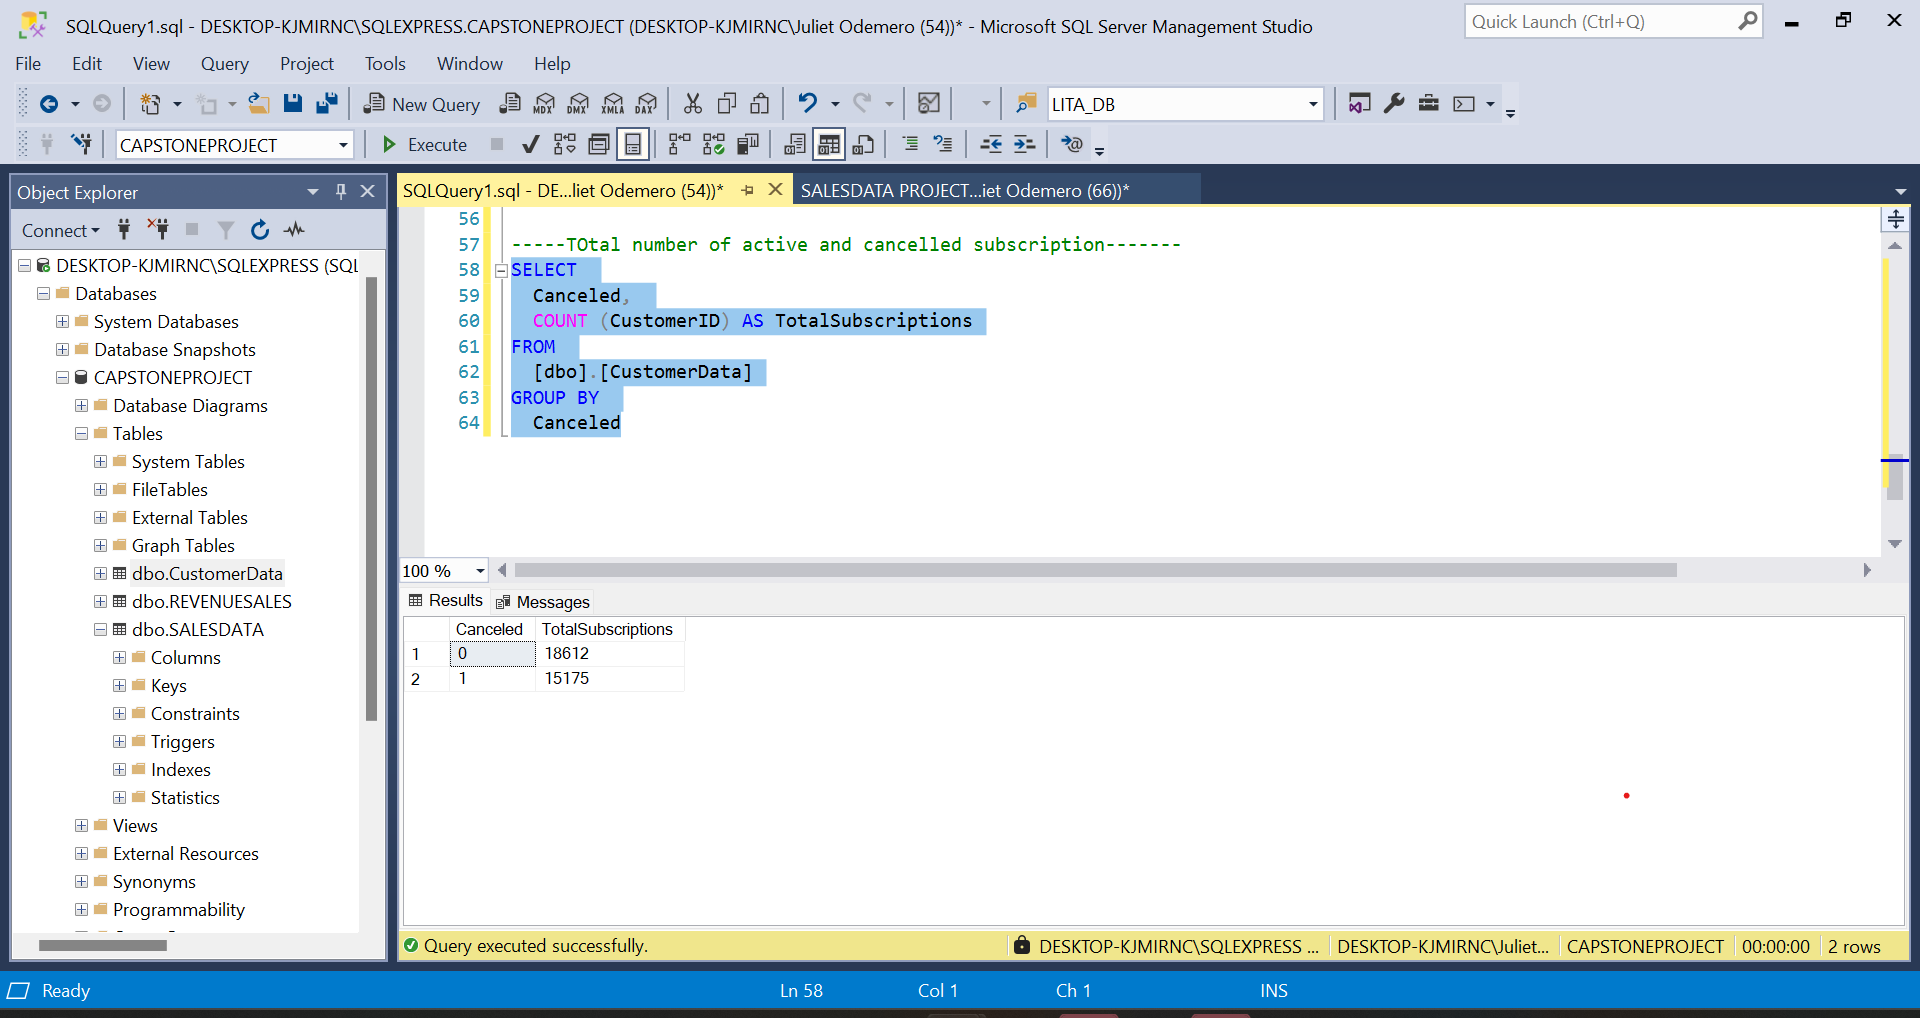 SQLQuery1.sql - DESKTOP-KJMIRNC\SQLEXPRESS.CAPSTONEPROJECT (DESKTOP-KJMIRNC\Juliet Odemero (54))* - Microsoft SQL Server Management Studio
Quick Launch (Ctrl+Q)
File Edit View Query Project Tools Window Help
New Query MDX DMX XMLA DAX LITA_DB
CAPSTONEPROJECT Execute
Object Explorer
Connect
DESKTOP-KJMIRNC\SQLEXPRESS (SQL
Databases
System Databases
Database Snapshots
CAPSTONEPROJECT
Database Diagrams
Tables
System Tables
FileTables
External Tables
Graph Tables
dbo.CustomerData
dbo.REVENUESALES
dbo.SALESDATA
Columns
Keys
Constraints
Triggers
Indexes
Statistics
Views
External Resources
Synonyms
Programmability
SQLQuery1.sql - DE...liet Odemero (54))* SALESDATA PROJECT...iet Odemero (66))*
56
57 -----TOtal number of active and cancelled subscription-------
58 SELECT
59 Canceled,
60 COUNT (CustomerID) AS TotalSubscriptions
61 FROM
62 [dbo].[CustomerData]
63 GROUP BY
64 Canceled
100 %
Results Messages
Canceled TotalSubscriptions
1 0 18612
2 1 15175
Query executed successfully. DESKTOP-KJMIRNC\SQLEXPRESS ... DESKTOP-KJMIRNC\Juliet... CAPSTONEPROJECT 00:00:00 2 rows
Ready Ln 58 Col 1 Ch 1 INS